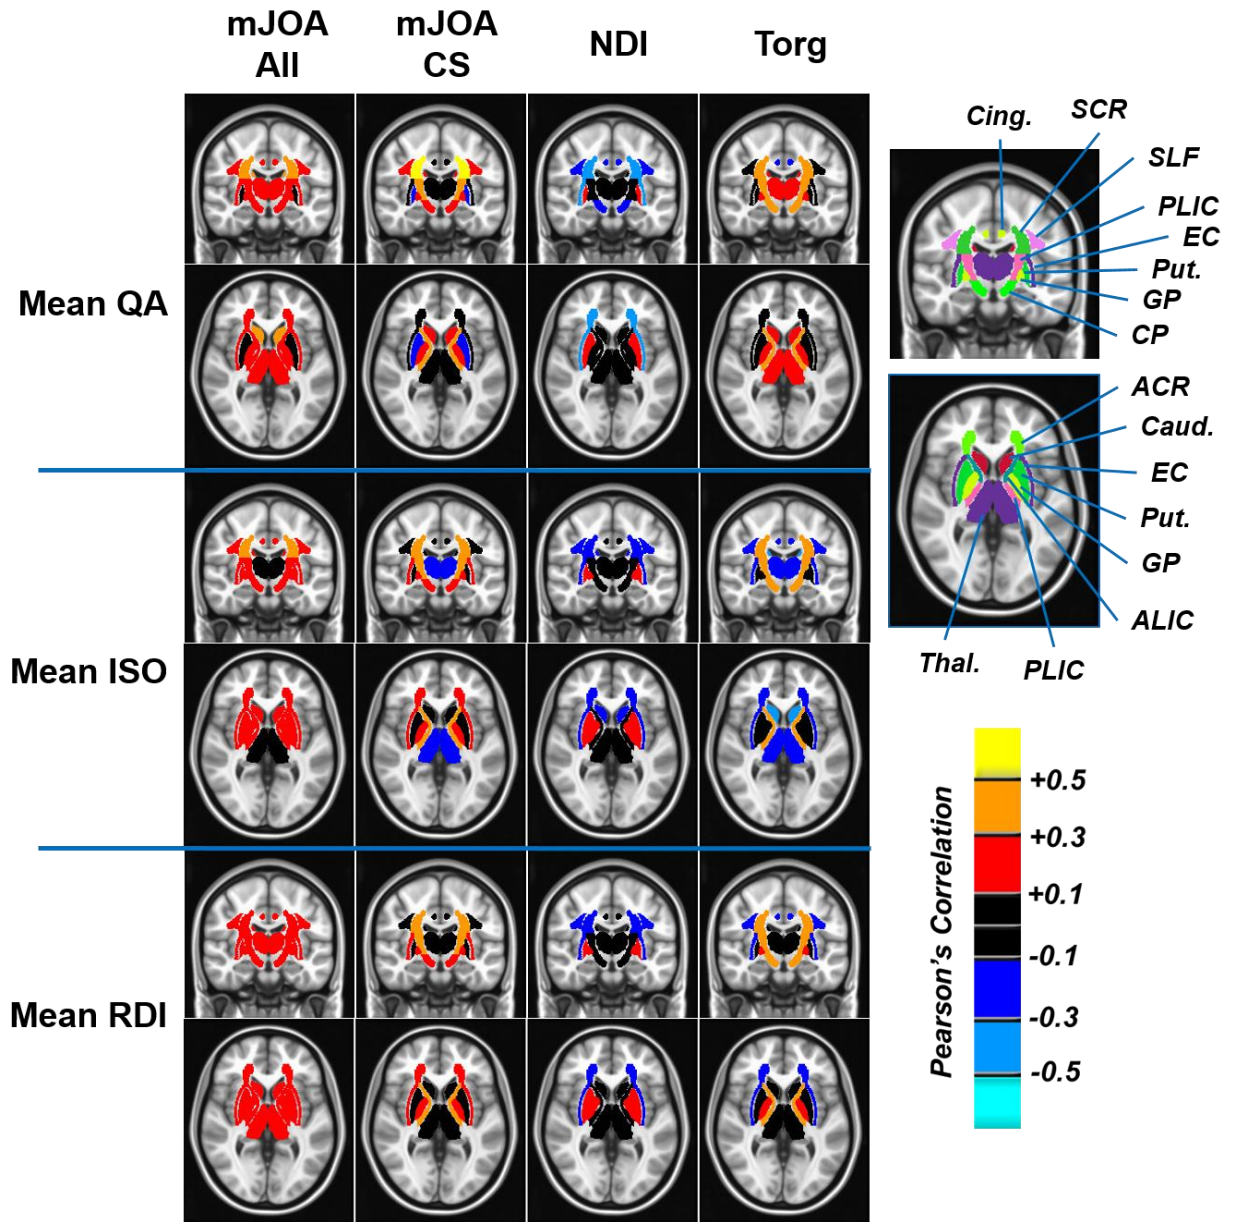 mJOA
All
mJOA
CS
NDI
Torg
Mean QA
Mean ISO
Mean RDI
Cing.
SCR
SLF
PLIC
EC
Put.
GP
CP
ACR
Caud.
EC
Put.
GP
ALIC
Thal.
PLIC
Pearson's Correlation
+0.5
+0.3
+0.1
-0.1
-0.3
-0.5